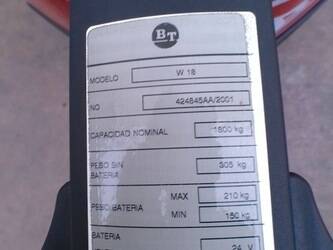 BT
MODELO W 18
NO 424845AA/2001
CAPACIDAD NOMINAL 1800 kg
PESO SIN BATERIA 305 kg
PESO BATERIA MAX 210 kg
MIN 150 kg
BATERIA 24 V